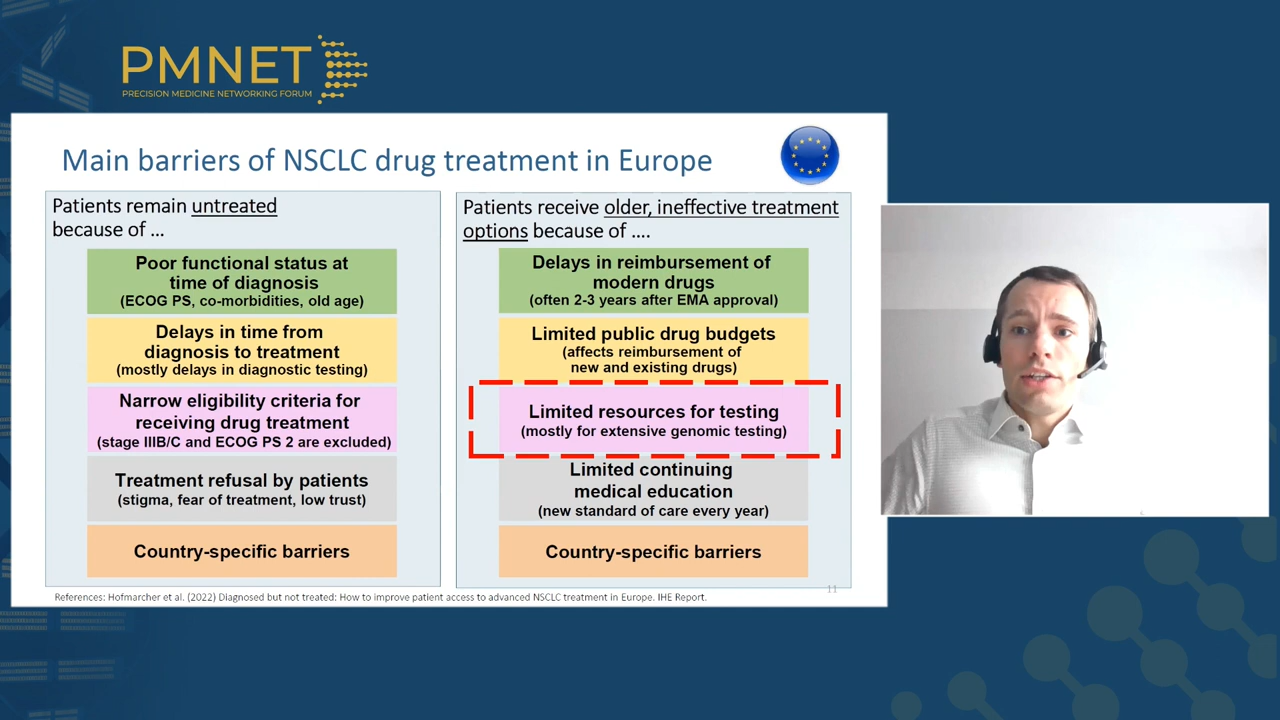 PMNET
PRECISION MEDICINE NETWORKING FORUM
Main barriers of NSCLC drug treatment in Europe
Patients remain untreated
because of ...
Poor functional status at
time of diagnosis
(ECOG PS, co-morbidities, old age)
Delays in time from
diagnosis to treatment
(mostly delays in diagnostic testing)
Narrow eligibility criteria for
receiving drug treatment
(stage IIIB/C and ECOG PS 2 are excluded)
Treatment refusal by patients
(stigma, fear of treatment, low trust)
Country-specific barriers
Patients receive older, ineffective treatment
options because of ....
Delays in reimbursement of
modern drugs
(often 2-3 years after EMA approval)
Limited public drug budgets
(affects reimbursement of
new and existing drugs)
Limited resources for testing
(mostly for extensive genomic testing)
Limited continuing
medical education
(new standard of care every year)
Country-specific barriers
11
References: Hofmarcher et al. (2022) Diagnosed but not treated: How to improve patient access to advanced NSCLC treatment in Europe. IHE Report.